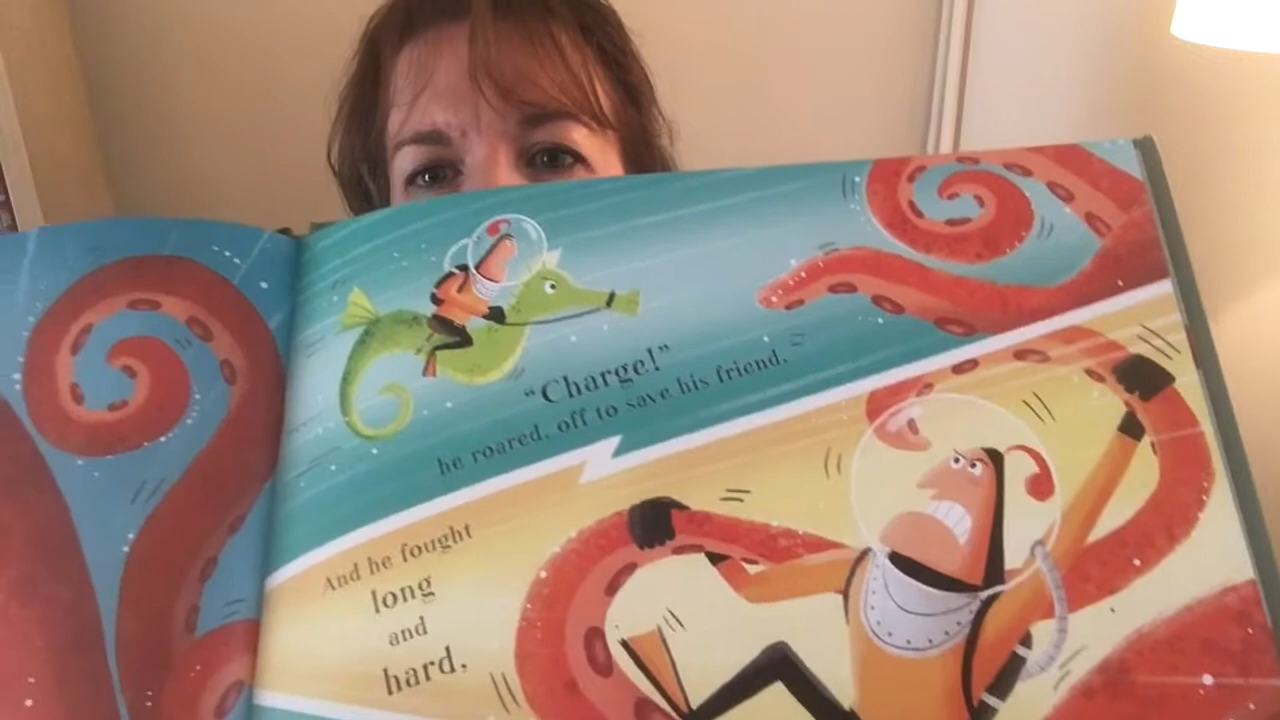 “Charge!”
he roared, off to save his friend.
And he fought
long
and
hard,